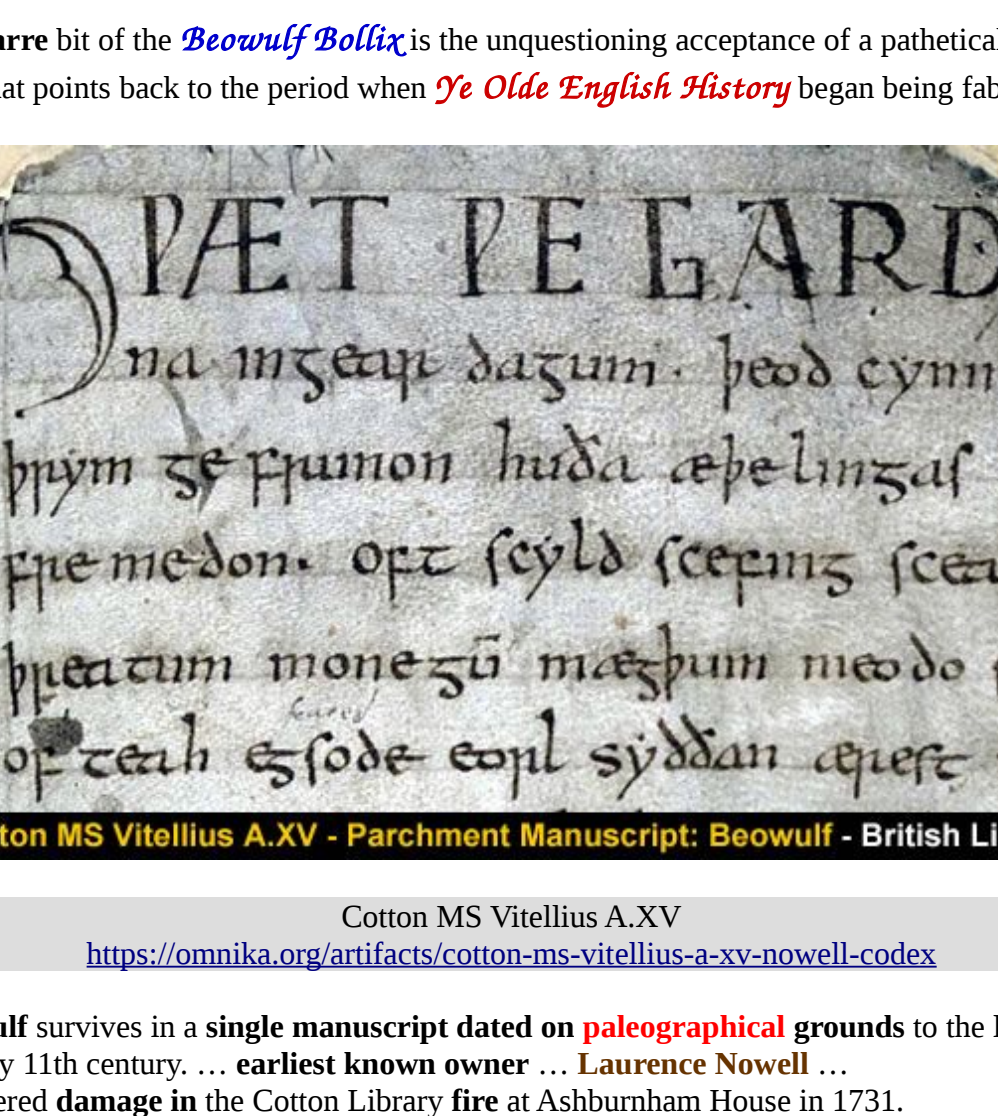 arre bit of the Beowulf Bollix is the unquestioning acceptance of a pathetical
at points back to the period when Ye Olde English History began being fab
HǷÆT ǷE GARD
na ingear dagum. þeod cynin
þrym ge frunon huða æþelingaſ
fremedon. oft ſcyld ſcefing ſcea
þreatum monegū mægþum meodo
of teah egſode eorl syððan æreſt
ton MS Vitellius A.XV - Parchment Manuscript: Beowulf - British Li
Cotton MS Vitellius A.XV
https://omnika.org/artifacts/cotton-ms-vitellius-a-xv-nowell-codex
ulf survives in a single manuscript dated on paleographical grounds to the l
y 11th century. … earliest known owner … Laurence Nowell …
ered damage in the Cotton Library fire at Ashburnham House in 1731.